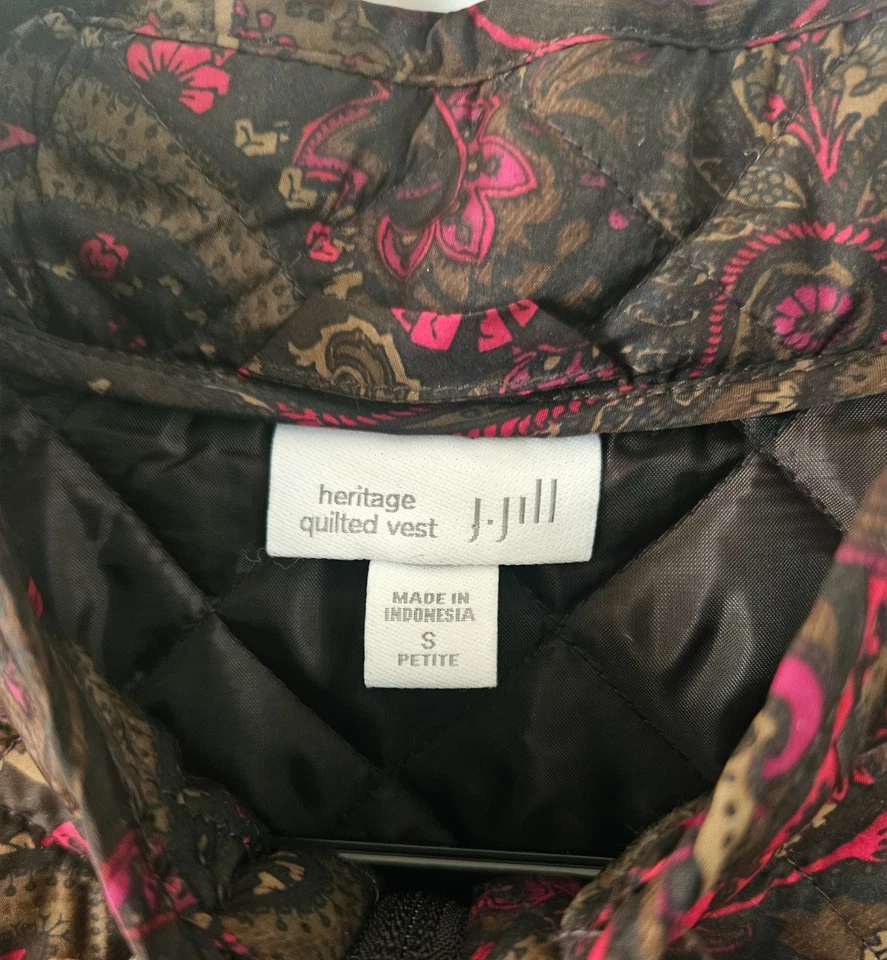 heritage
quilted vest
J.Jill
MADE IN
INDONESIA
S
PETITE